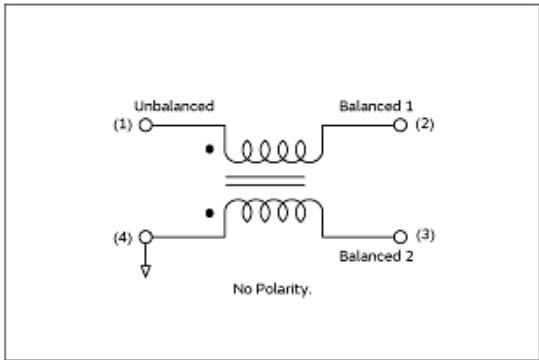 Unbalanced
Balanced 1
(1)
(2)
(4)
(3)
Balanced 2
No Polarity.